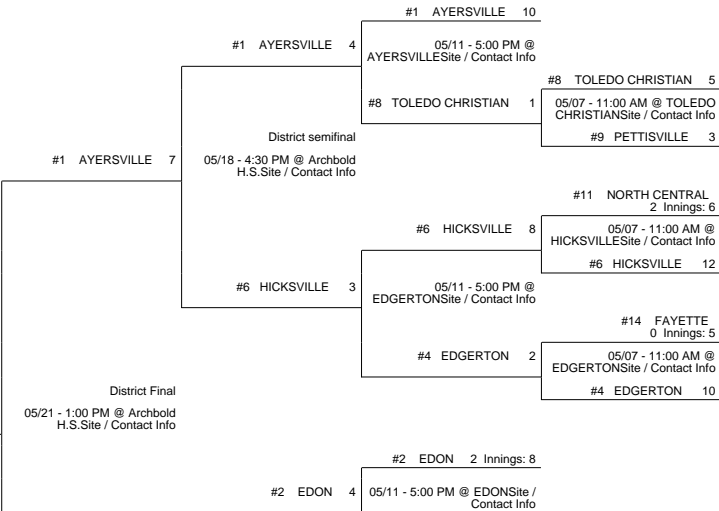 #1 AYERSVILLE 10
#1 AYERSVILLE 4
05/11 - 5:00 PM @
AYERSVILLESite / Contact Info
#8 TOLEDO CHRISTIAN 5
#8 TOLEDO CHRISTIAN 1
05/07 - 11:00 AM @ TOLEDO
CHRISTIANSite / Contact Info
#9 PETTISVILLE 3
District semifinal
#1 AYERSVILLE 7
05/18 - 4:30 PM @ Archbold
H.S.Site / Contact Info
#11 NORTH CENTRAL
2 Innings: 6
#6 HICKSVILLE 8
05/07 - 11:00 AM @
HICKSVILLESite / Contact Info
#6 HICKSVILLE 12
#6 HICKSVILLE 3
05/11 - 5:00 PM @
EDGERTONSite / Contact Info
#14 FAYETTE
0 Innings: 5
#4 EDGERTON 2
05/07 - 11:00 AM @
EDGERTONSite / Contact Info
#4 EDGERTON 10
District Final
05/21 - 1:00 PM @ Archbold
H.S.Site / Contact Info
#2 EDON 2 Innings: 8
#2 EDON 4
05/11 - 5:00 PM @ EDONSite /
Contact Info